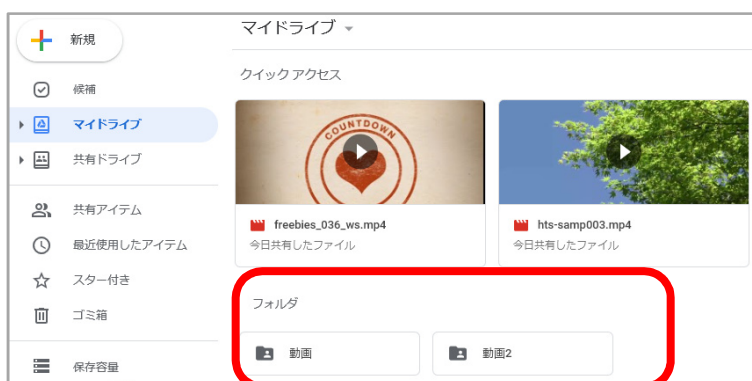 新規
候補
マイドライブ
共有ドライブ
共有アイテム
最近使用したアイテム
スター付き
ゴミ箱
保存容量
マイドライブ
クイック アクセス
COUNTDOWN
freebies_036_ws.mp4
今日共有したファイル
hts-samp003.mp4
今日共有したファイル
フォルダ
動画
動画2